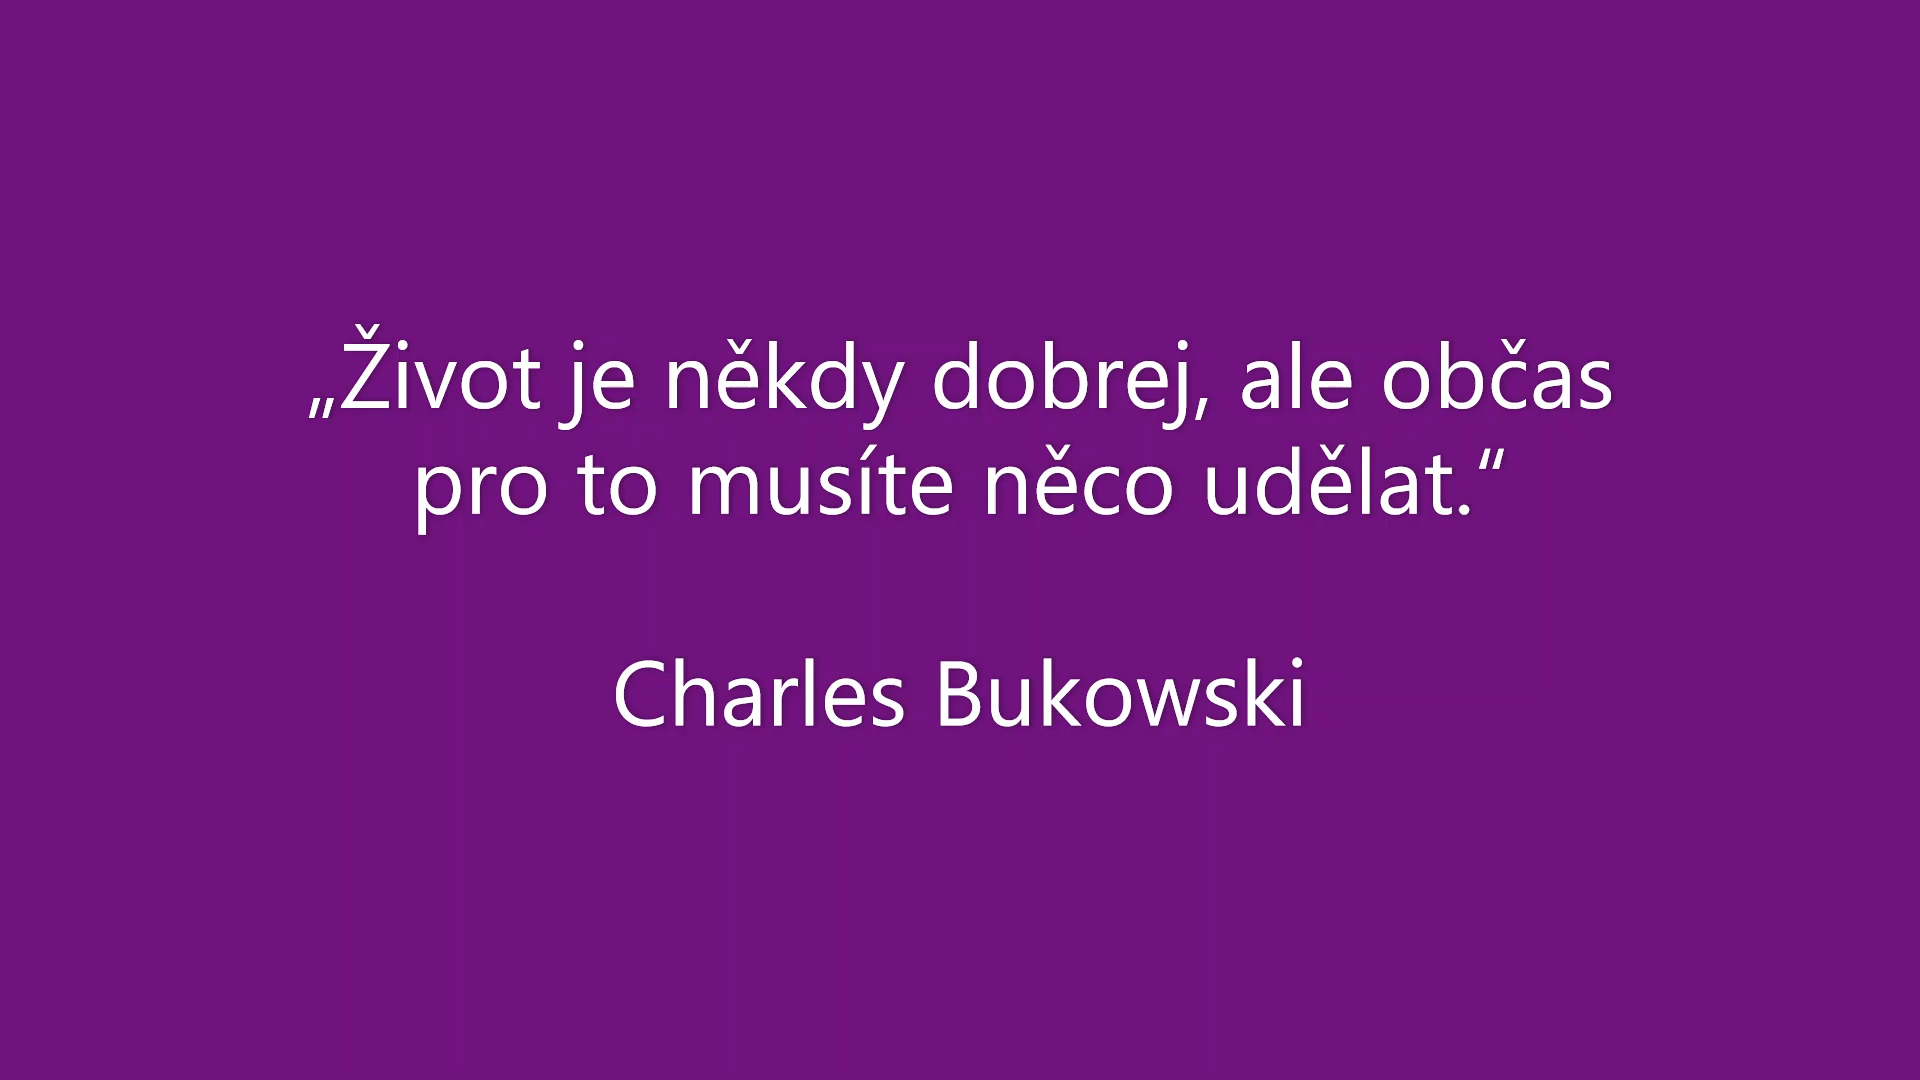 „Život je někdy dobrej, ale občas
pro to musíte něco udělat.“
Charles Bukowski